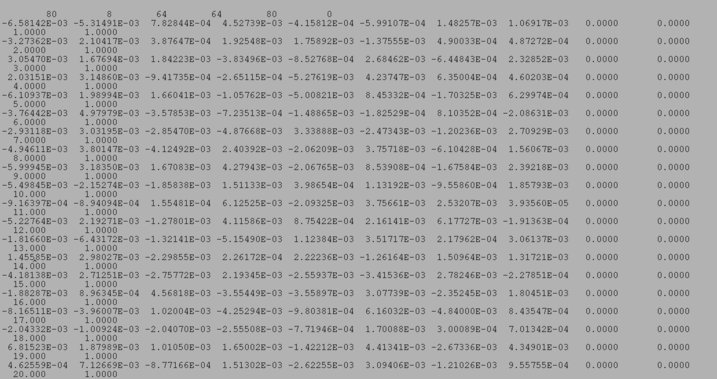 80 8 64 64 80 0
-6.58142E-03 -5.31491E-03 7.82844E-04 4.52739E-03 -4.15812E-04 -5.99107E-04 1.48257E-03 1.06917E-03 0.0000 0.0000
1.0000 1.0000
-3.27362E-03 2.10417E-03 3.87647E-04 1.92548E-03 1.75892E-03 -1.37555E-03 4.90033E-04 4.87272E-04 0.0000 0.0000
2.0000 1.0000
3.05470E-03 1.67694E-03 1.84223E-03 -3.83496E-03 -8.52768E-04 2.68462E-03 -6.44843E-04 2.32852E-03 0.0000 0.0000
3.0000 1.0000
2.03151E-03 3.14860E-03 -9.41735E-04 -2.65115E-04 -5.27619E-03 4.23747E-03 6.35004E-04 4.60203E-04 0.0000 0.0000
4.0000 1.0000
-6.10937E-03 1.98994E-03 1.66041E-03 -1.05762E-03 -5.00821E-03 8.45332E-04 -1.70325E-03 6.29974E-04 0.0000 0.0000
5.0000 1.0000
-3.76442E-03 4.97979E-03 -3.57853E-03 -7.23513E-04 -1.48865E-03 -1.82529E-04 8.10352E-04 -2.08631E-03 0.0000 0.0000
6.0000 1.0000
-2.93118E-03 3.03195E-03 -2.85470E-03 -4.87668E-03 3.33888E-03 -2.47343E-03 -1.20236E-03 2.70929E-03 0.0000 0.0000
7.0000 1.0000
-4.94611E-03 3.80147E-03 -4.12492E-03 2.40392E-03 -2.06209E-03 3.75718E-03 -6.10428E-04 1.56067E-03 0.0000 0.0000
8.0000 1.0000
-5.99945E-03 3.18350E-03 1.67083E-03 4.27943E-03 -2.06765E-03 8.53908E-04 -1.67584E-03 2.39218E-03 0.0000 0.0000
9.0000 1.0000
-5.49845E-03 -2.15274E-03 -1.85838E-03 1.51133E-03 3.98654E-04 1.13192E-03 -9.55860E-04 1.85793E-03 0.0000 0.0000
10.000 1.0000
-9.16397E-04 -8.94094E-04 1.55481E-04 6.12525E-03 -2.09325E-03 3.75661E-03 2.53207E-03 3.93560E-05 0.0000 0.0000
11.000 1.0000
-5.22764E-03 2.19271E-03 -1.27801E-03 4.11586E-03 8.75422E-04 2.16141E-03 6.17727E-03 -1.91363E-04 0.0000 0.0000
12.000 1.0000
-1.81660E-03 -6.43172E-03 -1.32141E-03 -5.15490E-03 1.12384E-03 3.51717E-03 2.17962E-04 3.06137E-03 0.0000 0.0000
13.000 1.0000
1.45585E-03 2.98027E-03 -2.29855E-03 2.26172E-04 2.22236E-03 -1.26164E-03 1.50964E-03 1.31721E-03 0.0000 0.0000
14.000 1.0000
-4.18138E-03 2.71251E-03 -2.75772E-03 2.19345E-03 -2.55937E-03 -3.41536E-03 2.78246E-03 -2.27851E-04 0.0000 0.0000
15.000 1.0000
-1.88287E-03 8.96345E-04 4.56818E-03 -3.55449E-03 -3.55897E-03 3.07739E-03 -2.35245E-03 1.80451E-03 0.0000 0.0000
16.000 1.0000
-8.16511E-03 -3.96007E-03 1.02004E-03 -4.25294E-03 -9.80381E-04 6.16032E-03 -4.84000E-03 8.43547E-04 0.0000 0.0000
17.000 1.0000
-2.04332E-03 -1.00924E-03 -2.04070E-03 -2.55508E-03 -7.71946E-04 1.70088E-03 3.00089E-04 7.01342E-04 0.0000 0.0000
18.000 1.0000
6.81523E-03 1.87989E-03 1.01050E-03 1.65002E-03 -1.42212E-03 4.41341E-03 -2.67336E-03 4.34901E-03 0.0000 0.0000
19.000 1.0000
4.62559E-04 7.12669E-03 -8.77166E-04 1.51302E-03 -2.62255E-03 3.09406E-03 -1.21026E-03 9.55755E-04 0.0000 0.0000
20.000 1.0000